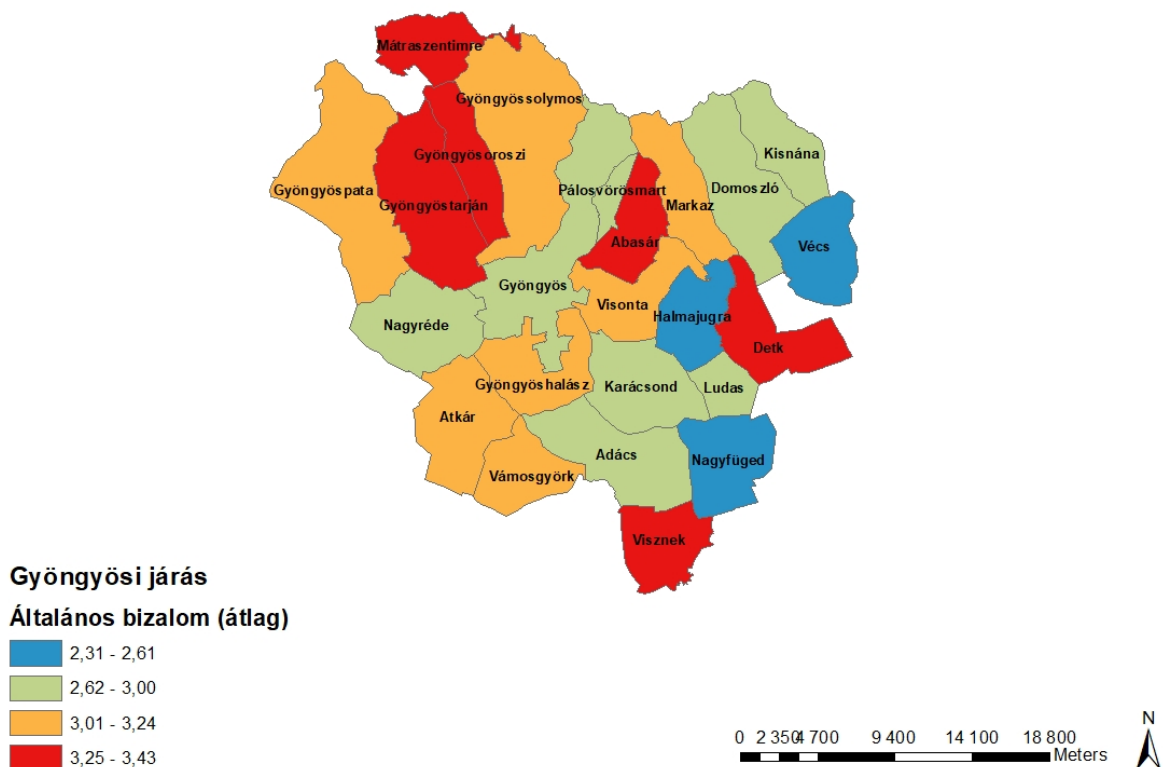 Mátraszentimre
Gyöngyössolymos
Gyöngyösoroszi
Kisnána
Gyöngyöspata
Pálosvörösmart
Domoszló
Gyöngyöstarján
Markaz
Abasár
Vécs
Gyöngyös
Visonta
Halmajugra
Nagyréde
Detk
Gyöngyöshalász
Karácsond
Ludas
Atkár
Adács
Nagyfüged
Vámosgyörk
Visznek
Gyöngyösi járás
Általános bizalom (átlag)
2,31 - 2,61
2,62 - 3,00
3,01 - 3,24
3,25 - 3,43
N
0 2 350 4 700 9 400 14 100 18 800
Meters